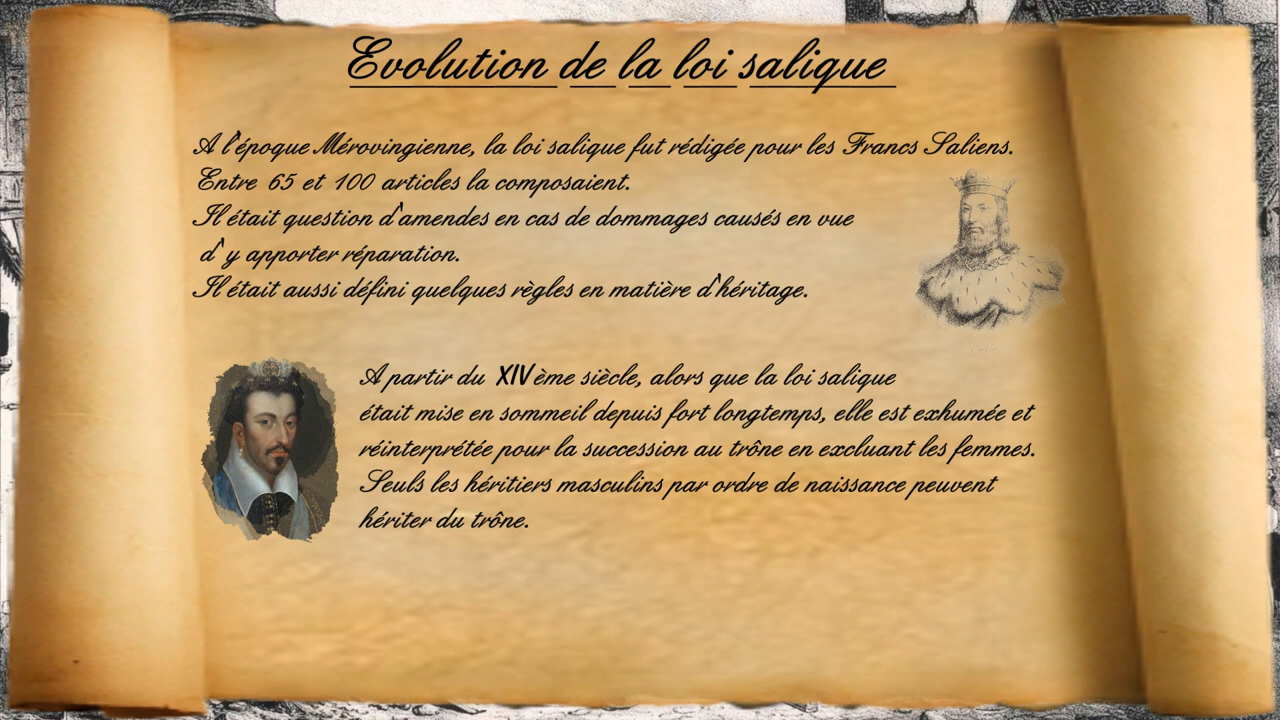 Evolution de la loi salique
A l'époque Mérovingienne, la loi salique fut rédigée pour les Francs Saliens.
Entre 65 et 100 articles la composaient.
Il était question d'amendes en cas de dommages causés en vue
d' y apporter réparation.
Il était aussi défini quelques règles en matière d'héritage.
A partir du XIVème siècle, alors que la loi salique
était mise en sommeil depuis fort longtemps, elle est exhumée et
réinterprétée pour la succession au trône en excluant les femmes.
Seuls les héritiers masculins par ordre de naissance peuvent
hériter du trône.